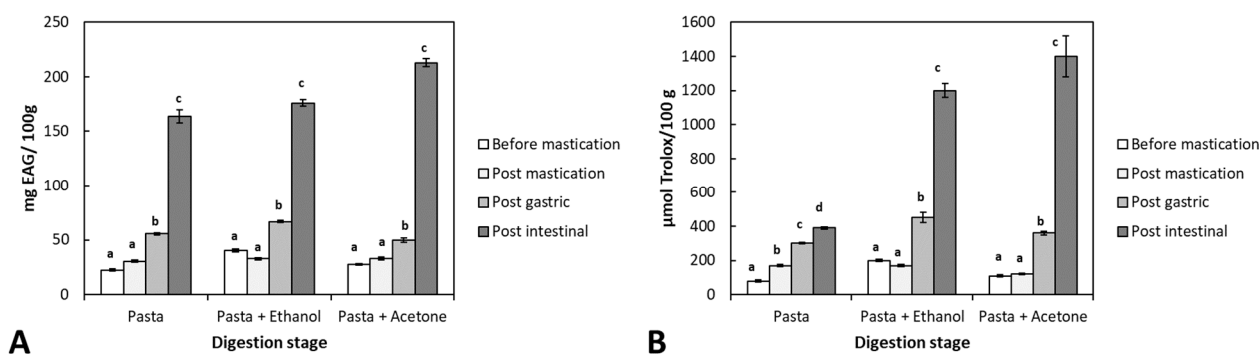 250
200
150
100
50
0
mg EAG/ 100g
a
a
b
c
a
a
b
c
a
a
b
c
Pasta
Pasta + Ethanol
Pasta + Acetone
Digestion stage
Before mastication
Post mastication
Post gastric
Post intestinal
A
1600
1400
1200
1000
800
600
400
200
0
µmol Trolox/100 g
a
b
c
d
a
a
b
c
a
a
b
c
Pasta
Pasta + Ethanol
Pasta + Acetone
Digestion stage
Before mastication
Post mastication
Post gastric
Post intestinal
B